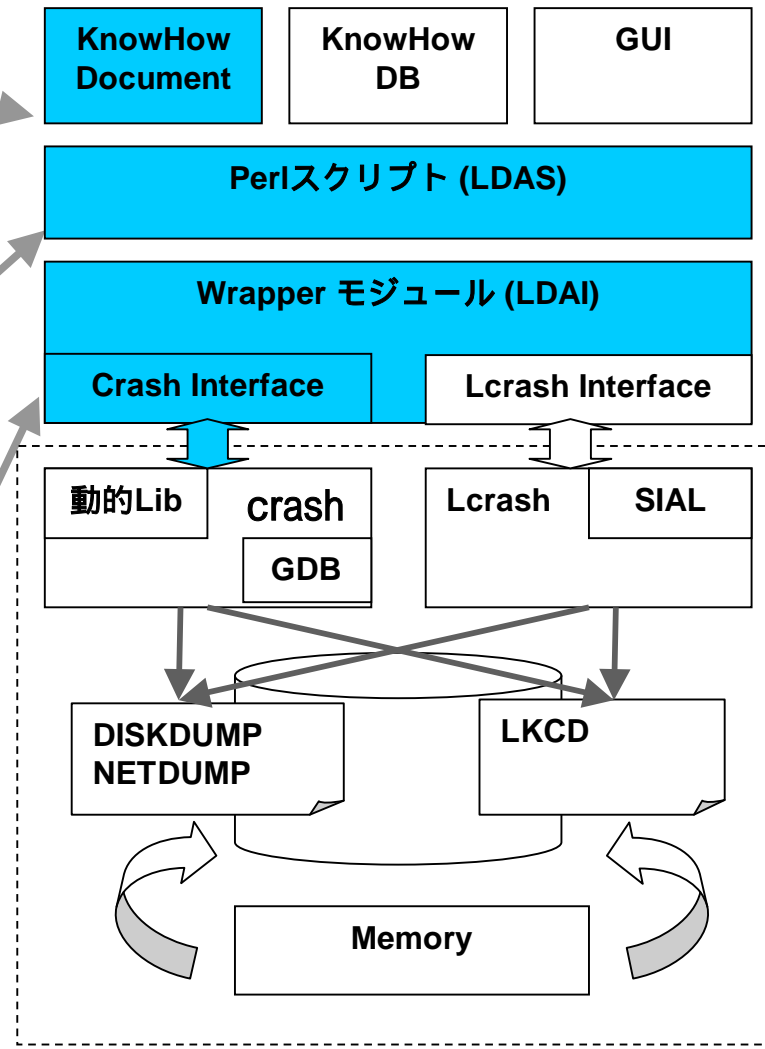 KnowHow
Document
KnowHow
DB
GUI
Perlスクリプト (LDAS)
Wrapper モジュール (LDAI)
Crash Interface
Lcrash Interface
動的Lib
crash
GDB
Lcrash
SIAL
DISKDUMP
NETDUMP
LKCD
Memory